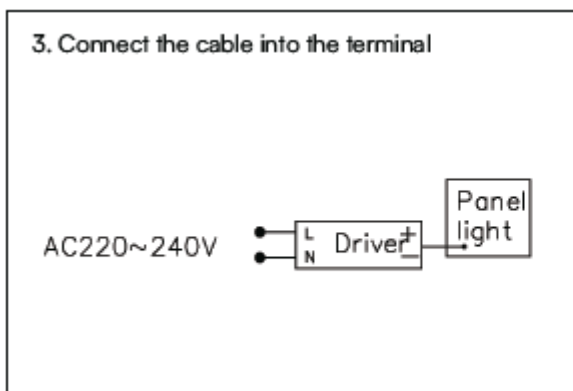 3. Connect the cable into the terminal
AC220~240V
L
N
Driver
+
−
Panel
light